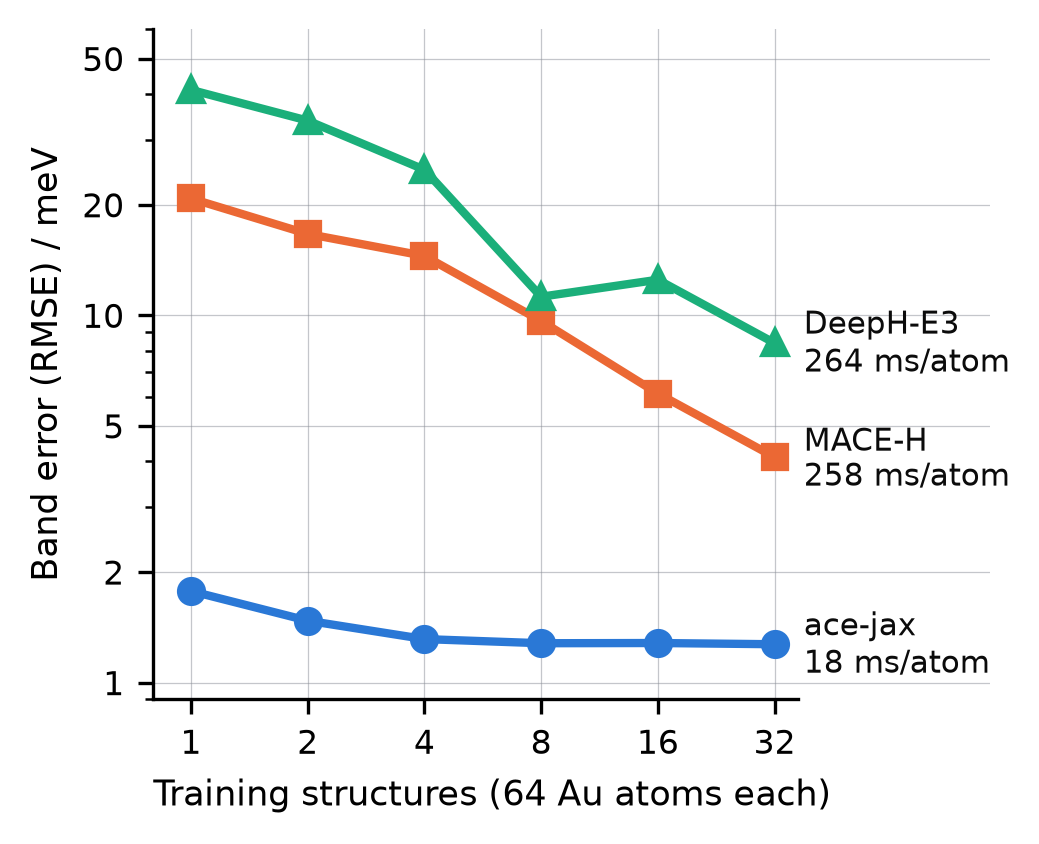 50
20
10
5
2
1
Band error (RMSE) / meV
DeepH-E3
264 ms/atom
MACE-H
258 ms/atom
ace-jax
18 ms/atom
1 2 4 8 16 32
Training structures (64 Au atoms each)